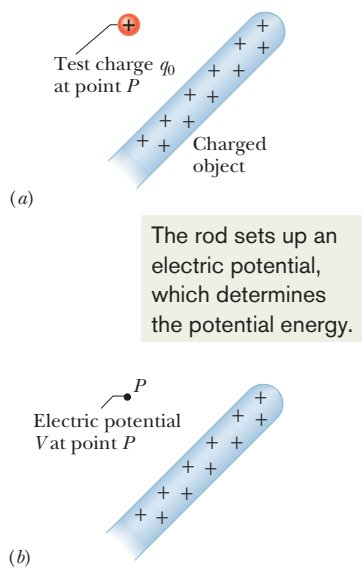 +
Test charge q0
at point P
Charged
object
(a)
The rod sets up an
electric potential,
which determines
the potential energy.
P
Electric potential
V at point P
(b)